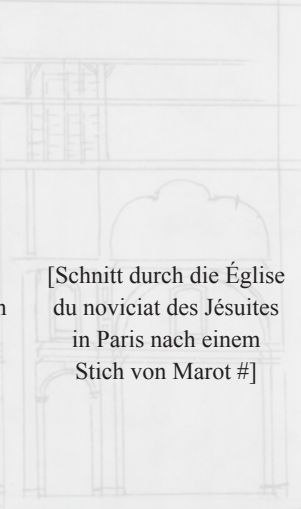 [Schnitt durch die Église
du noviciat des Jésuites
in Paris nach einem
Stich von Marot #]